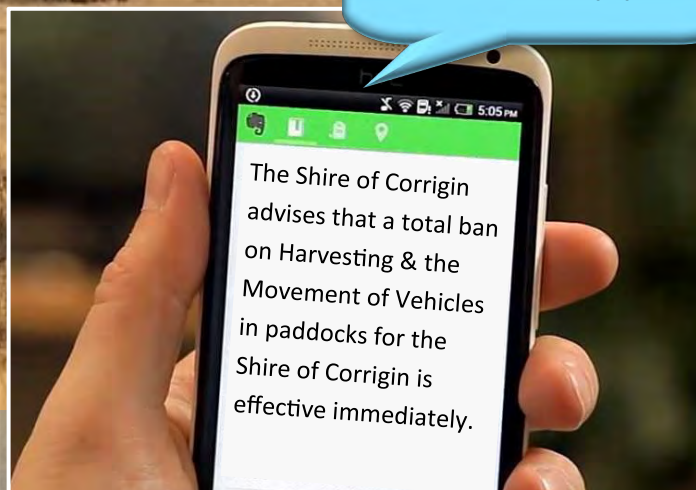 5:05 PM
The Shire of Corrigin
advises that a total ban
on Harvesting & the
Movement of Vehicles
in paddocks for the
Shire of Corrigin is
effective immediately.